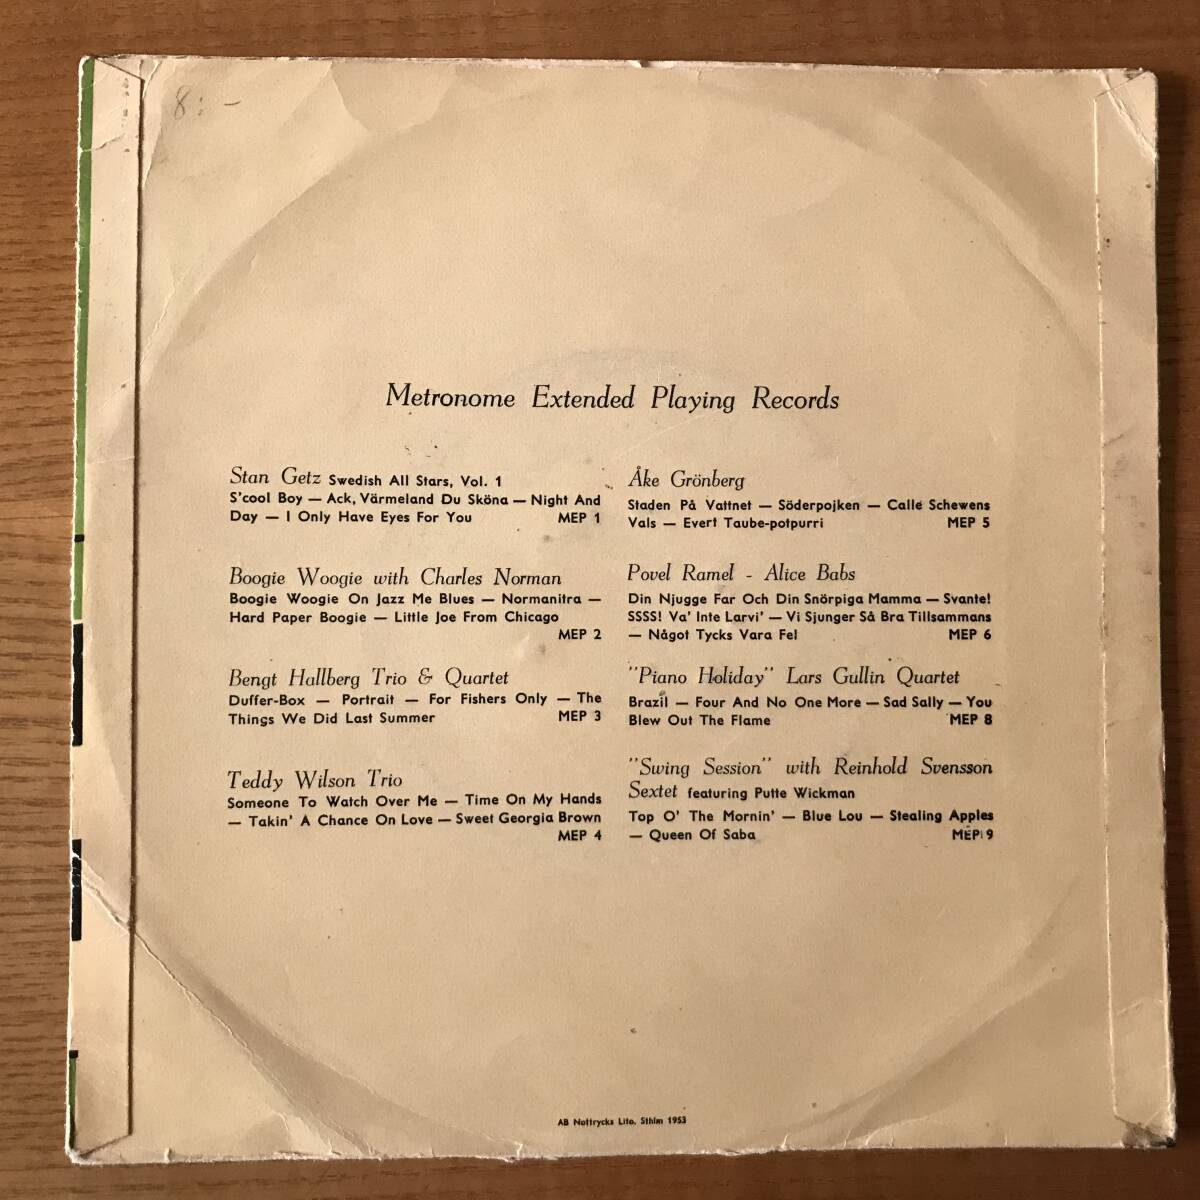 8:-
Metronome Extended Playing Records
Stan Getz Swedish All Stars, Vol. 1
S'cool Boy — Ack, Värmeland Du Sköna — Night And
Day — I Only Have Eyes For You MEP 1
Boogie Woogie with Charles Norman
Boogie Woogie On Jazz Me Blues — Normanitra —
Hard Paper Boogie — Little Joe From Chicago
MEP 2
Bengt Hallberg Trio & Quartet
Duffer-Box — Portrait — For Fishers Only — The
Things We Did Last Summer MEP 3
Teddy Wilson Trio
Someone To Watch Over Me — Time On My Hands
— Takin' A Chance On Love — Sweet Georgia Brown
MEP 4
Åke Grönberg
Staden På Vattnet — Söderpojken — Calle Schewens
Vals — Evert Taube-potpurri MEP 5
Povel Ramel - Alice Babs
Din Njugge Far Och Din Snörpiga Mamma — Svante!
SSSS! Va' Inte Larvi' — Vi Sjunger Så Bra Tillsammans
— Något Tycks Vara Fel MEP 6
"Piano Holiday" Lars Gullin Quartet
Brazil — Four And No One More — Sad Sally — You
Blew Out The Flame MEP 8
"Swing Session" with Reinhold Svensson
Sextet featuring Putte Wickman
Top O' The Mornin' — Blue Lou — Stealing Apples
— Queen Of Saba MEP 9
AB Nottrycks Lito. Sthlm 1953